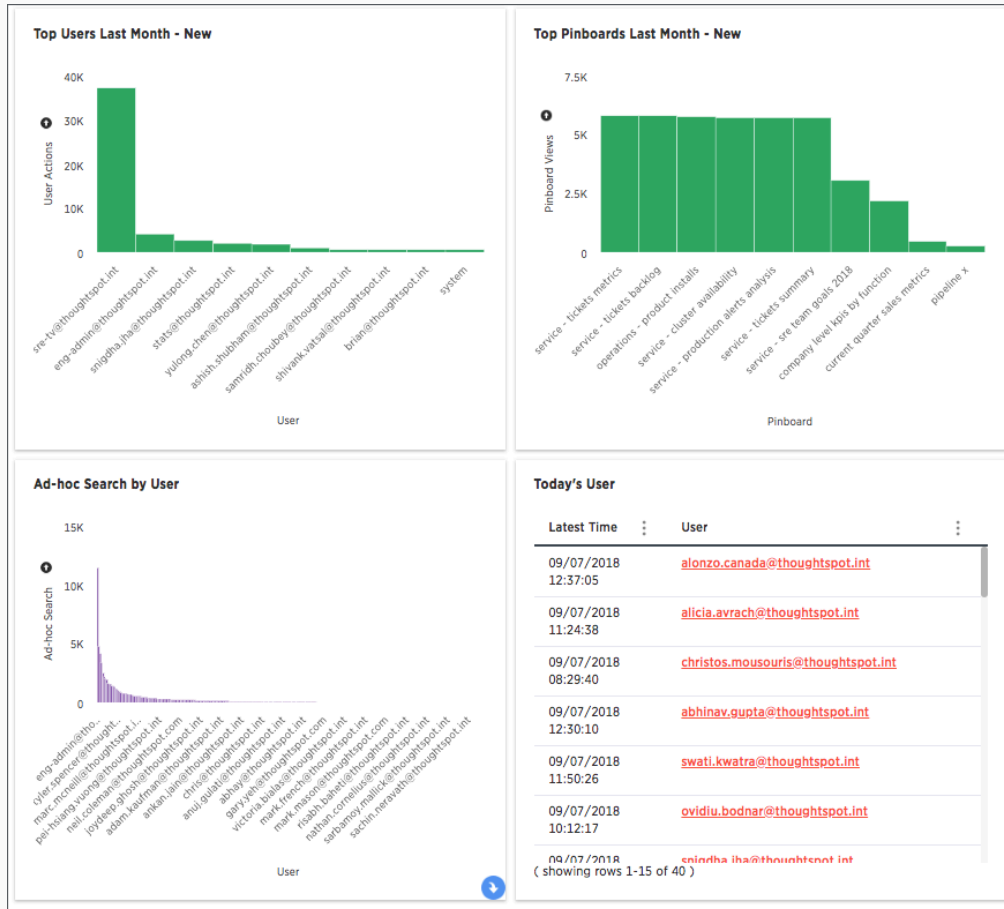 Top Users Last Month - New
40K
30K
20K
10K
0
User Actions
sre-tv@thoughtspot.int
eng-admin@thoughtspot.int
snigdha.jha@thoughtspot.int
stats@thoughtspot.int
yulong.chen@thoughtspot.int
ashish.shubham@thoughtspot.int
samridh.choubey@thoughtspot.int
shivank.vatsal@thoughtspot.int
brian@thoughtspot.int
system
User
Top Pinboards Last Month - New
7.5K
5K
2.5K
0
Pinboard Views
service - tickets metrics
service - tickets backlog
operations - product installs
service - cluster availability
service - production alerts analysis
service - tickets summary
service - sre team goals 2018
company level kpis by function
current quarter sales metrics
pipeline x
Pinboard
Ad-hoc Search by User
15K
10K
5K
0
Ad-hoc Search
eng-admin@tho..
cyler.spencer@thought..
marc.mcneill@thoughtspot.i..
pei-hsiang.vuong@thoughtspot.int
neil.coleman@thoughtspot.com
joydeep.ghosh@thoughtspot.int
adam.kaufman@thoughtspot.int
ankan.jain@thoughtspot.int
chris@thoughtspot.int
anuj.gulati@thoughtspot.int
abhay@thoughtspot.int
gary.yeh@thoughtspot.com
victoria.bialas@thoughtspot.int
mark.french@thoughtspot.int
mark.mason@thoughtspot.com
risabh.baheti@thoughtspot.int
nathan.cornelius@thoughtspot.int
sarbamoy.mallick@thoughtspot.int
sachin.neravath@thoughtspot.int
User
Today's User
Latest Time User
09/07/2018 alonzo.canada@thoughtspot.int
12:37:05
09/07/2018 alicia.avrach@thoughtspot.int
11:24:38
09/07/2018 christos.mousouris@thoughtspot.int
08:29:40
09/07/2018 abhinav.gupta@thoughtspot.int
12:30:10
09/07/2018 swati.kwatra@thoughtspot.int
11:50:26
09/07/2018 ovidiu.bodnar@thoughtspot.int
10:12:17
09/07/2018 snigdha.jha@thoughtspot.int
( showing rows 1-15 of 40 )